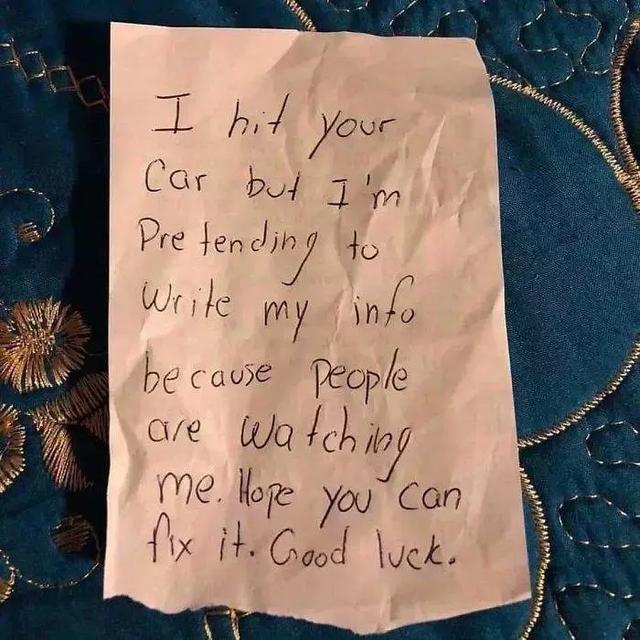 I hit your
Car but I'm
Pretending to
Write my info
because People
are watching
me. Hope you can
fix it. Good luck.